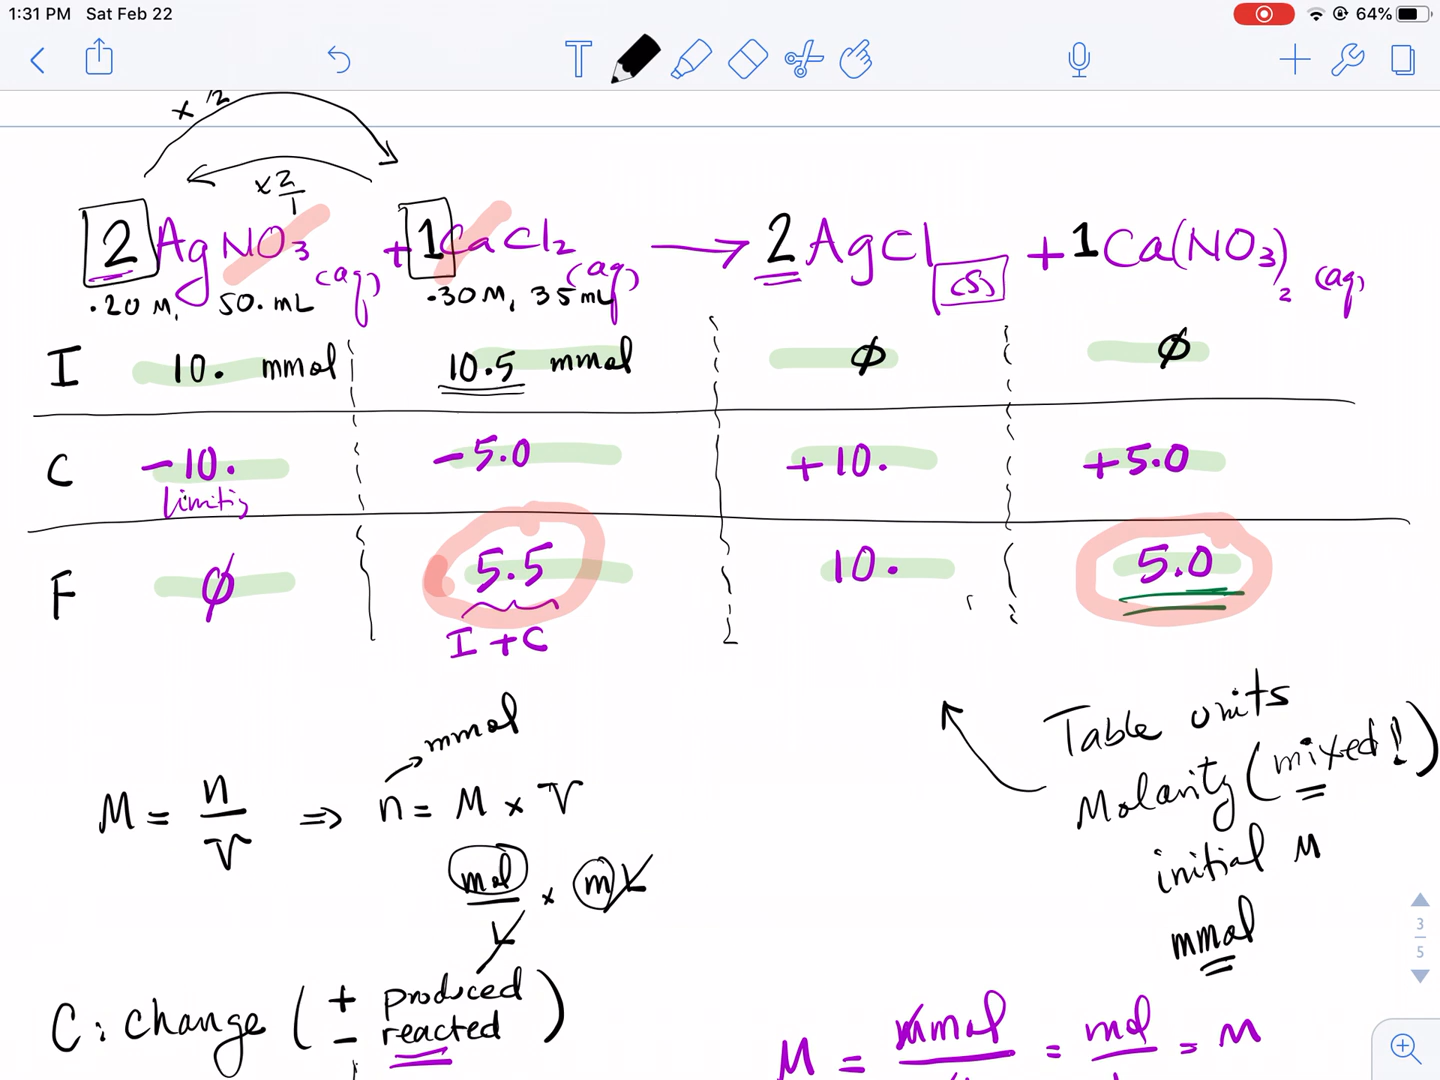 1:31 PM Sat Feb 22 64%
x 1/2
x 2/1
2 AgNO3 (aq) + 1 CaCl2 (aq) → 2 AgCl (s) + 1 Ca(NO3)2 (aq)
.20 M, 50. mL .30 M, 35 mL
I 10. mmol 10.5 mmol ϕ ϕ
C -10. -5.0 +10. +5.0
limitig
F ϕ 5.5 10. 5.0
I + C
mmol
M = n/V ⇒ n = M × V
mol/L × mL
Table units
Molarity (mixed!)
initial M
mmol
3
5
C: change ( + produced
- reacted )
M = mmol = mol = M